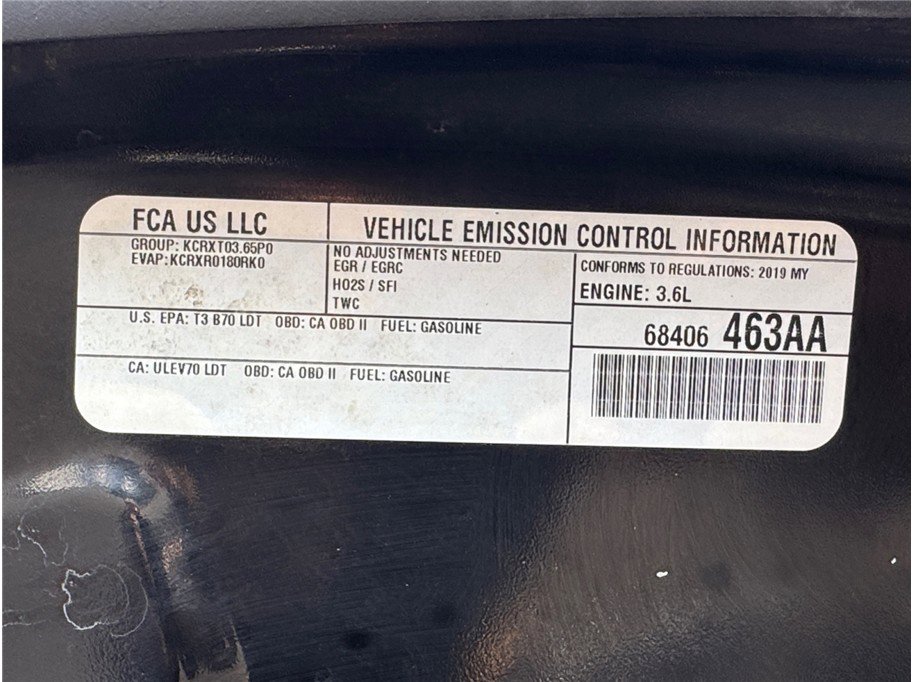 FCA US LLC
VEHICLE EMISSION CONTROL INFORMATION
GROUP: KCRXT03.65P0
EVAP:KCRXR0180RK0
NO ADJUSTMENTS NEEDED
EGR / EGRC
HO2S / SFI
TWC
CONFORMS TO REGULATIONS: 2019 MY
ENGINE: 3.6L
U.S. EPA: T3 B70 LDT OBD: CA OBD II FUEL: GASOLINE
68406 463AA
CA: ULEV70 LDT OBD: CA OBD II FUEL: GASOLINE